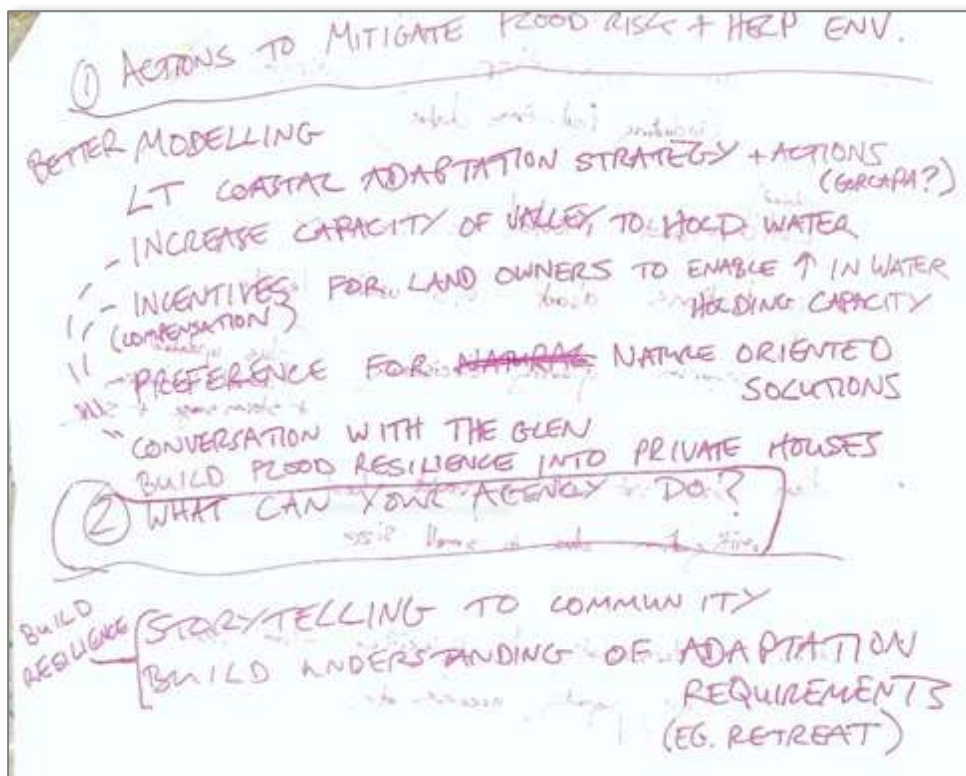 ① ACTIONS TO MITIGATE FLOOD RISK + HELP ENV.
BETTER MODELLING
LT COASTAL ADAPTATION STRATEGY + ACTIONS
(GORCAPA?)
- INCREASE CAPACITY OF VALLEY, TO HOLD WATER
- INCENTIVES FOR LAND OWNERS TO ENABLE ↑ IN WATER
(COMPENSATION) HOLDING CAPACITY
- PREFERENCE FOR NATURAL NATURE ORIENTED
SOLUTIONS
" CONVERSATION WITH THE GLEN
BUILD FLOOD RESILIENCE INTO PRIVATE HOUSES
② WHAT CAN YOUR AGENCY DO?
BUILD
RESILIENCE
STORYTELLING TO COMMUNITY
BUILD UNDERSTANDING OF ADAPTATION
REQUIREMENTS
(EG. RETREAT)